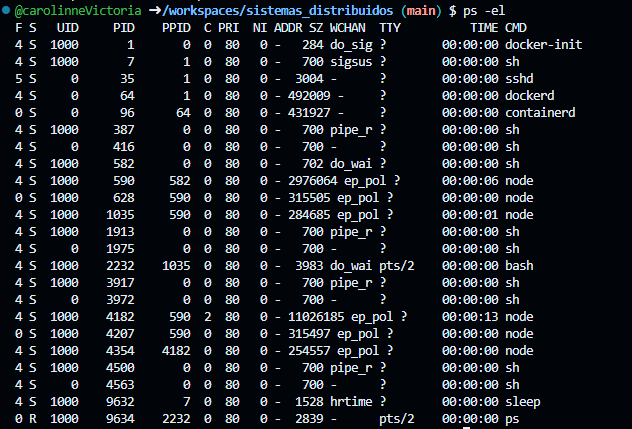 @carolinneVictoria ➜/workspaces/sistemas_distribuidos (main) $ ps -el
F S   UID     PID    PPID  C PRI  NI ADDR SZ WCHAN  TTY          TIME CMD
4 S  1000       1       0  0  80   0 -   284 do_sig ?        00:00:00 docker-init
4 S  1000       7       1  0  80   0 -   700 sigsus ?        00:00:00 sh
5 S     0      35       1  0  80   0 -  3004 -      ?        00:00:00 sshd
4 S     0      64       1  0  80   0 - 492009 -     ?        00:00:00 dockerd
0 S     0      96      64  0  80   0 - 431927 -     ?        00:00:00 containerd
4 S  1000     387       0  0  80   0 -   700 pipe_r ?        00:00:00 sh
4 S     0     416       0  0  80   0 -   700 -      ?        00:00:00 sh
4 S  1000     582       0  0  80   0 -   702 do_wai ?        00:00:00 sh
4 S  1000     590     582  0  80   0 - 2976064 ep_pol ?      00:00:06 node
0 S  1000     628     590  0  80   0 - 315505 ep_pol ?       00:00:00 node
4 S  1000    1035     590  0  80   0 - 284685 ep_pol ?       00:00:01 node
4 S  1000    1913       0  0  80   0 -   700 pipe_r ?        00:00:00 sh
4 S     0    1975       0  0  80   0 -   700 -      ?        00:00:00 sh
4 S  1000    2232    1035  0  80   0 -  3983 do_wai pts/2    00:00:00 bash
4 S  1000    3917       0  0  80   0 -   700 pipe_r ?        00:00:00 sh
4 S     0    3972       0  0  80   0 -   700 -      ?        00:00:00 sh
4 S  1000    4182     590  2  80   0 - 11026185 ep_pol ?     00:00:13 node
0 S  1000    4207     590  0  80   0 - 315497 ep_pol ?       00:00:00 node
4 S  1000    4354    4182  0  80   0 - 254557 ep_pol ?       00:00:00 node
4 S  1000    4500       0  0  80   0 -   700 pipe_r ?        00:00:00 sh
4 S     0    4563       0  0  80   0 -   700 -      ?        00:00:00 sh
4 S  1000    9632       7  0  80   0 -  1528 hrtime ?        00:00:00 sleep
0 R  1000    9634    2232  0  80   0 -  2839 -      pts/2    00:00:00 ps